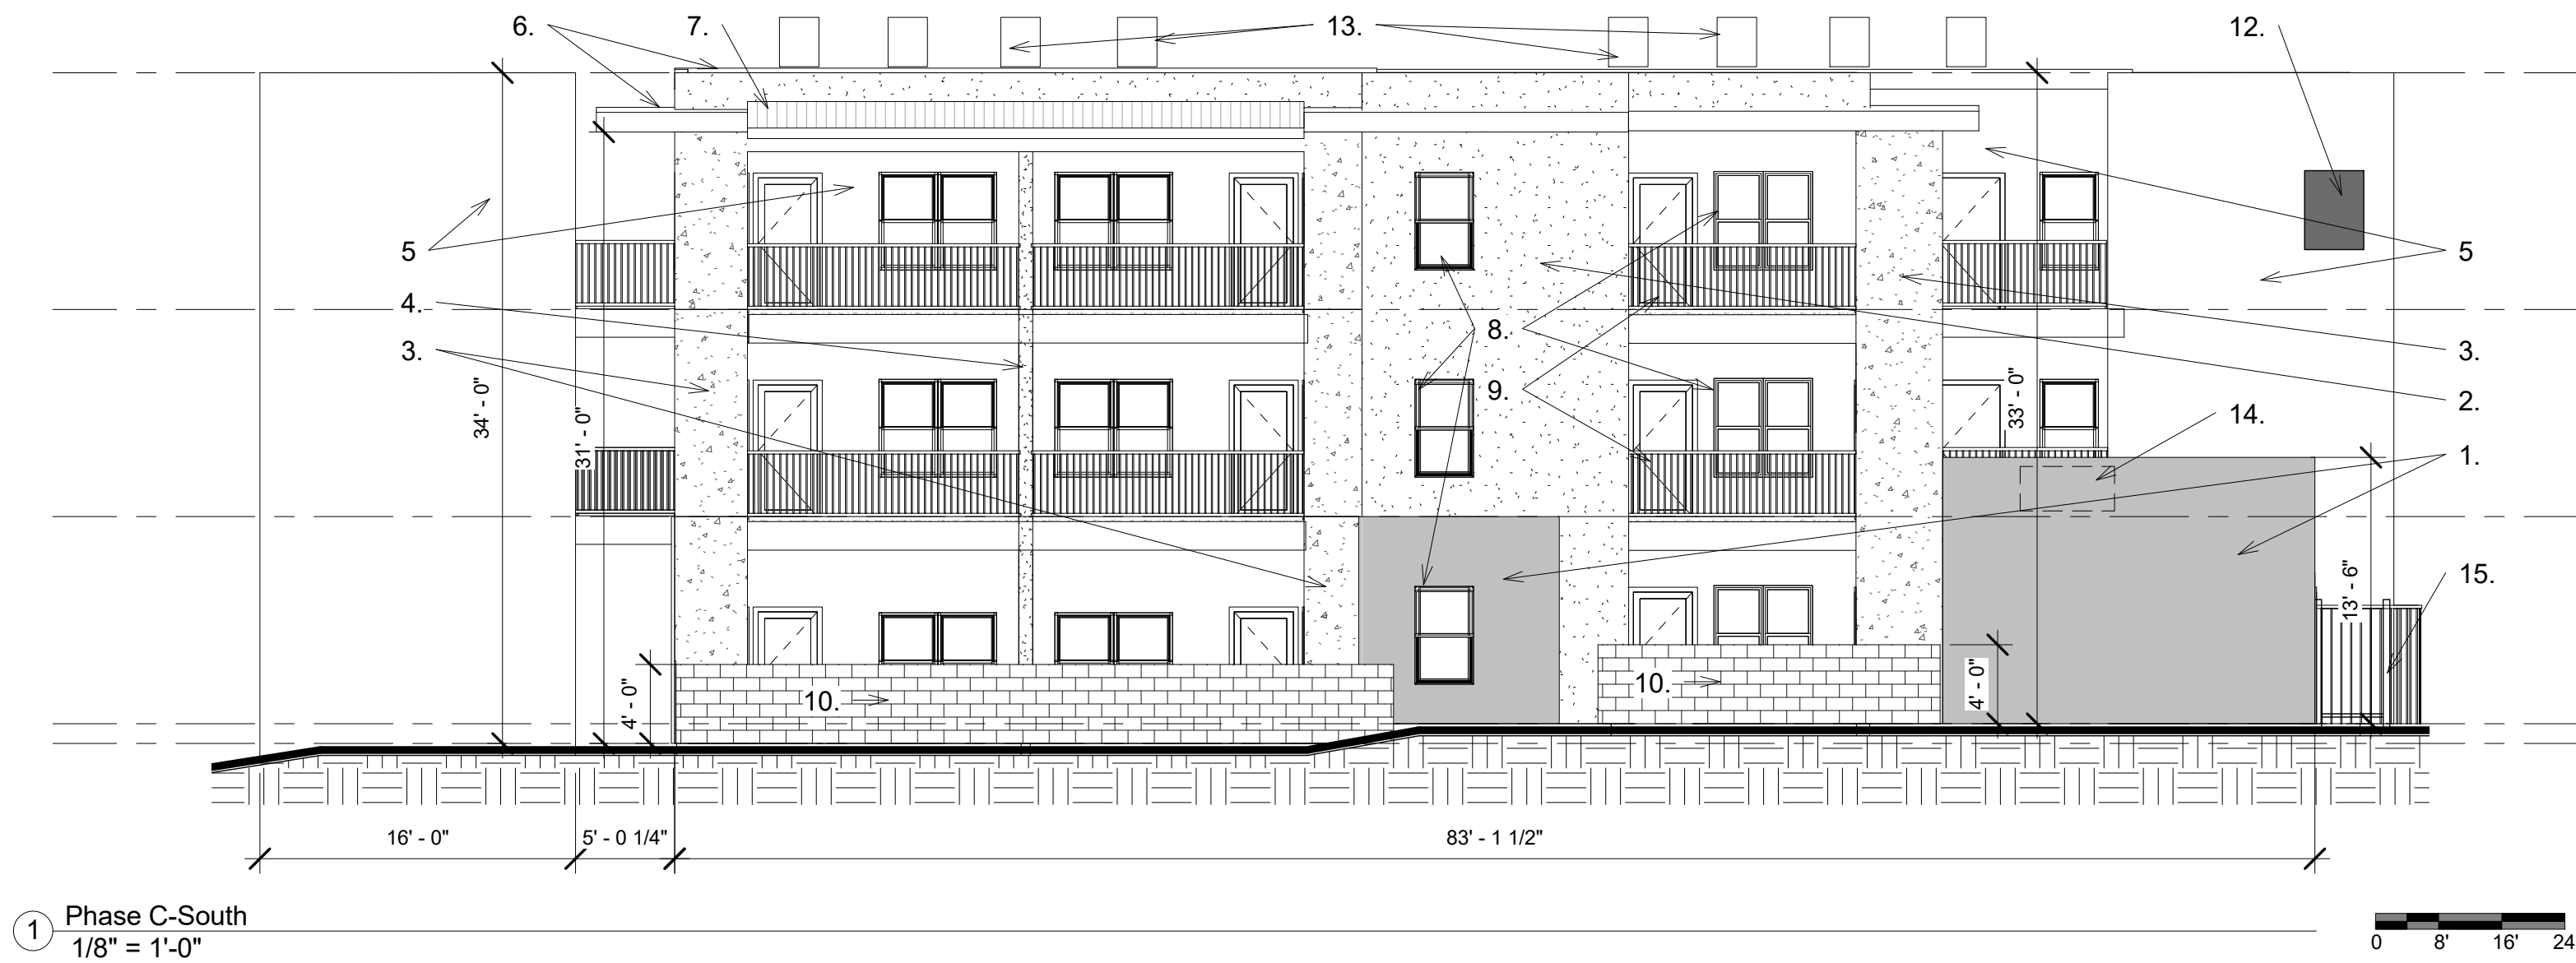 6.
7.
13.
12.
5
4.
3.
8.
9.
5
3.
2.
14.
1.
15.
34' - 0"
31' - 0"
33' - 0"
13' - 6"
4' - 0"
10.
10.
4' - 0"
16' - 0"
5' - 0 1/4"
83' - 1 1/2"
1
Phase C-South
1/8" = 1'-0"
0 8' 16' 24